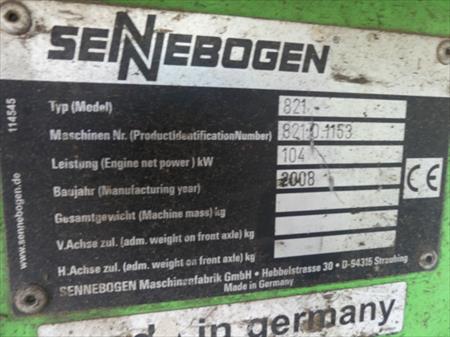 SENNEBOGEN
Typ (Model) 821
Maschinen Nr. (ProductIdentificationNumber) 821.0.1153
Leistung (Engine net power) kW 104
Baujahr (Manufacturing year) 2008
Gesamtgewicht (Machine mass) kg
V.Achse zul. (adm. weight on front axle) kg
H.Achse zul. (adm. weight on front axle) kg
SENNEBOGEN Maschinenfabrik GmbH • Hebbelstrasse 30 • D-94315 Straubing
Made in Germany
CE
114545
www.sennebogen.de
in germany